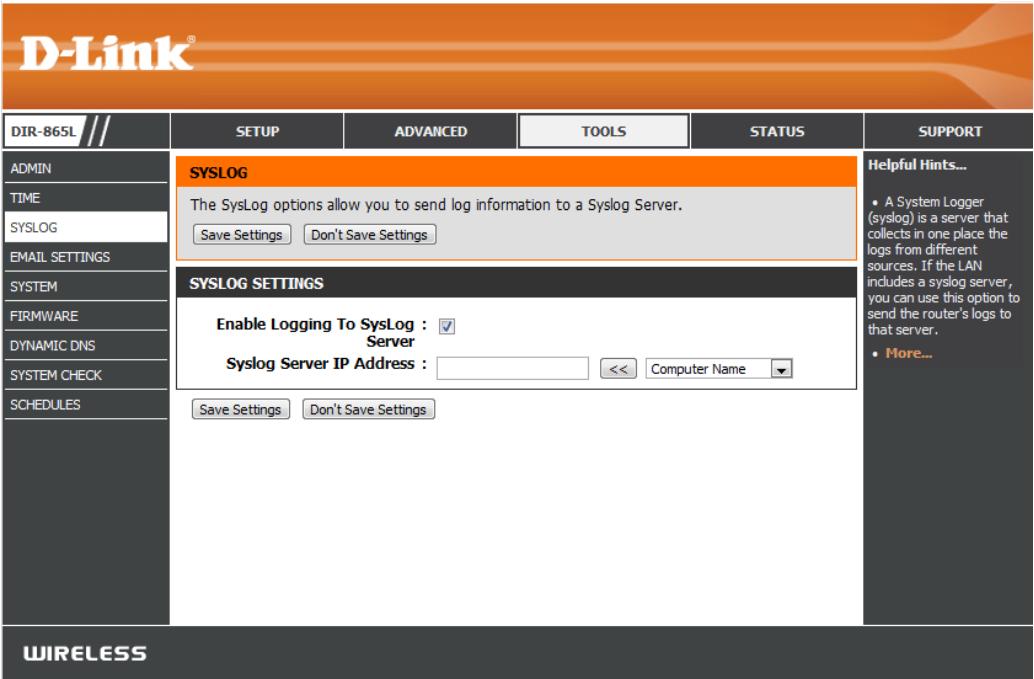 D-Link®
DIR-865L
SETUP
ADVANCED
TOOLS
STATUS
SUPPORT
ADMIN
TIME
SYSLOG
EMAIL SETTINGS
SYSTEM
FIRMWARE
DYNAMIC DNS
SYSTEM CHECK
SCHEDULES
SYSLOG
The SysLog options allow you to send log information to a Syslog Server.
Save Settings
Don't Save Settings
SYSLOG SETTINGS
Enable Logging To SysLog :
Server
Syslog Server IP Address :
<<
Computer Name
Save Settings
Don't Save Settings
Helpful Hints...
• A System Logger
(syslog) is a server that
collects in one place the
logs from different
sources. If the LAN
includes a syslog server,
you can use this option to
send the router's logs to
that server.
• More...
WIRELESS